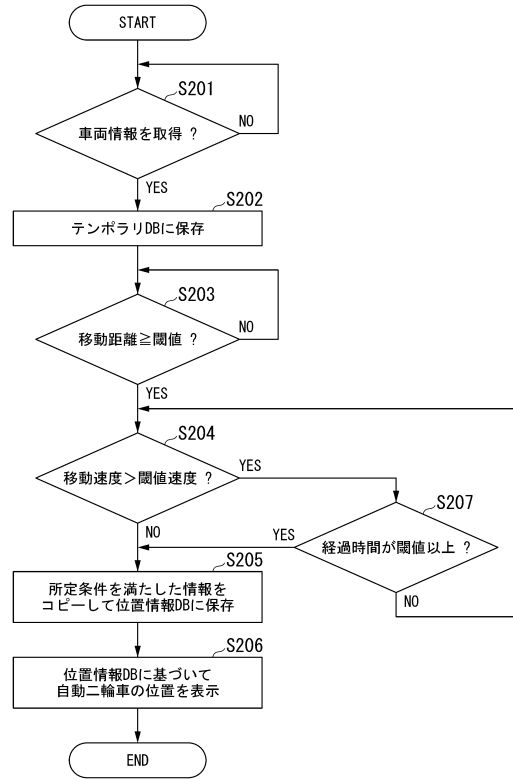 START
S201
車両情報を取得 ?
NO
YES
S202
テンポラリDBに保存
S203
移動距離≧閾値 ?
NO
YES
S204
移動速度＞閾値速度 ?
YES
NO
S207
経過時間が閾値以上 ?
YES
NO
S205
所定条件を満たした情報を
コピーして位置情報DBに保存
S206
位置情報DBに基づいて
自動二輪車の位置を表示
END